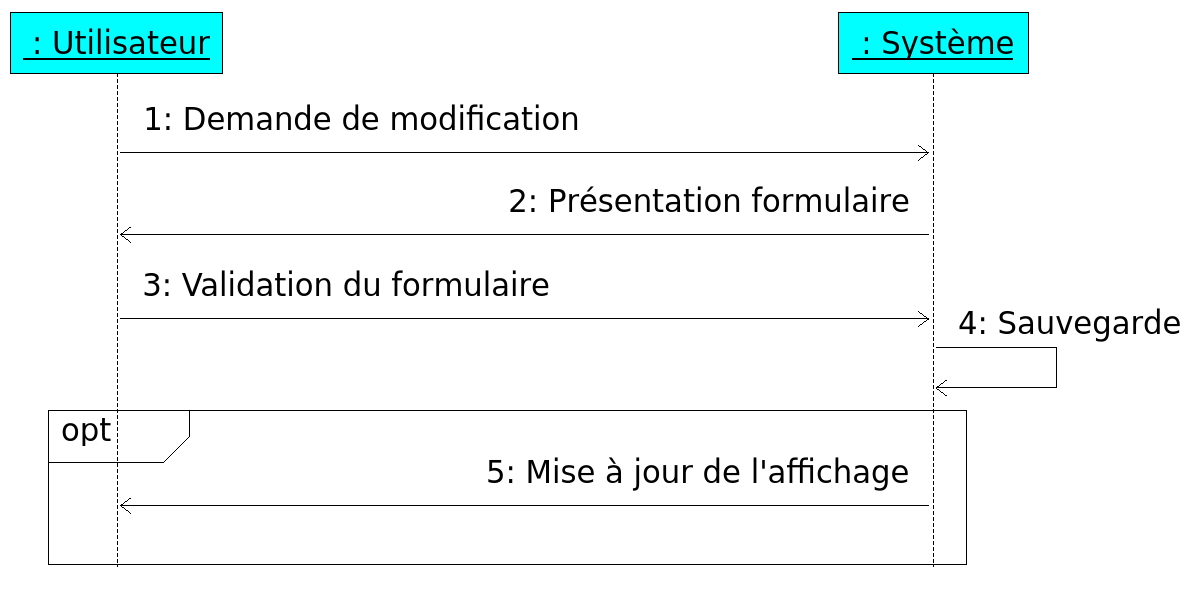 : Utilisateur
: Système
1: Demande de modification
2: Présentation formulaire
3: Validation du formulaire
4: Sauvegarde
opt
5: Mise à jour de l'affichage